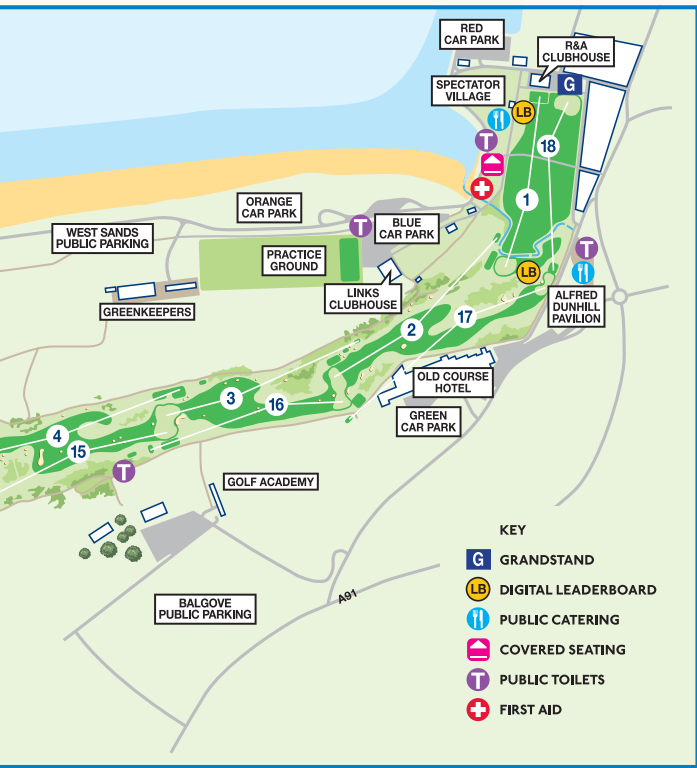 RED
CAR PARK
R&A
CLUBHOUSE
G
SPECTATOR
VILLAGE
LB
T
18
1
ORANGE
CAR PARK
T
BLUE
CAR PARK
WEST SANDS
PUBLIC PARKING
PRACTICE
GROUND
T
LB
LINKS
CLUBHOUSE
GREENKEEPERS
ALFRED
DUNHILL
PAVILION
17
2
OLD COURSE
HOTEL
3
16
GREEN
CAR PARK
4
15
T
GOLF ACADEMY
BALGOVE
PUBLIC PARKING
A91
KEY
G GRANDSTAND
LB DIGITAL LEADERBOARD
PUBLIC CATERING
COVERED SEATING
T PUBLIC TOILETS
FIRST AID